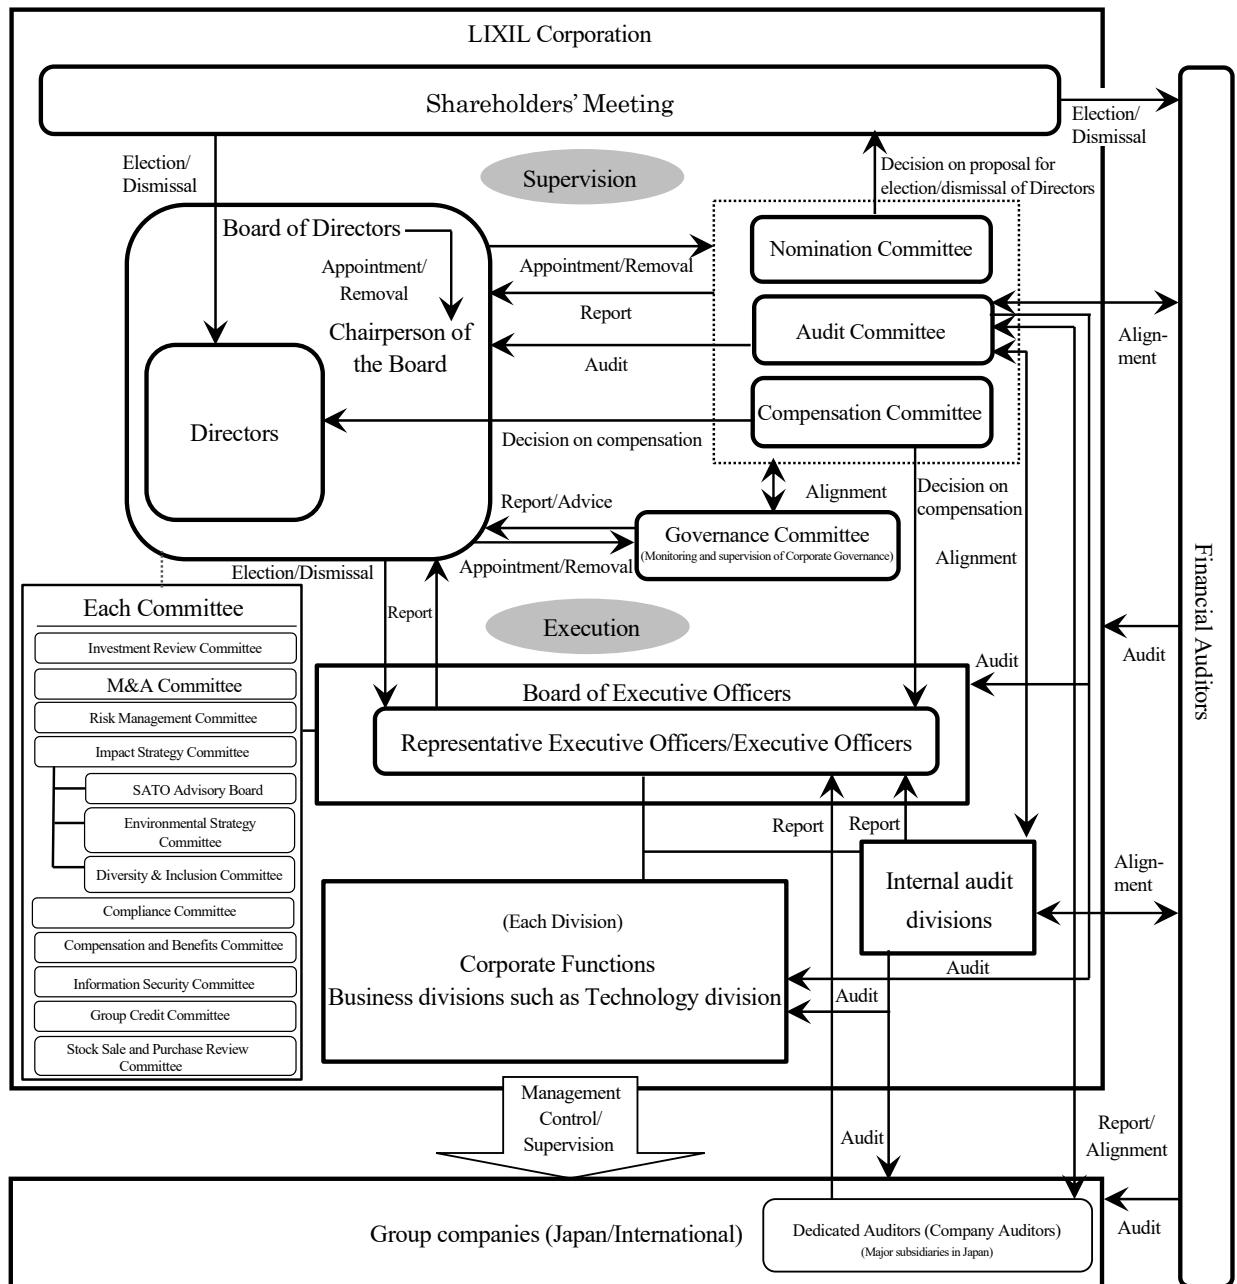 LIXIL Corporation
Shareholders' Meeting
Election/
Dismissal
Election/
Dismissal
Supervision
Decision on proposal for
election/dismissal of Directors
Board of Directors
Appointment/
Removal
Chairperson of
the Board
Directors
Appointment/Removal
Report
Audit
Decision on compensation
Nomination Committee
Audit Committee
Compensation Committee
Align-
ment
Report/Advice
Appointment/Removal
Alignment
Governance Committee
(Monitoring and supervision of Corporate Governance)
Decision on
compensation
Alignment
Financial Auditors
Election/Dismissal
Report
Execution
Audit
Audit
Each Committee
Investment Review Committee
M&A Committee
Risk Management Committee
Impact Strategy Committee
SATO Advisory Board
Environmental Strategy
Committee
Diversity & Inclusion Committee
Compliance Committee
Compensation and Benefits Committee
Information Security Committee
Group Credit Committee
Stock Sale and Purchase Review
Committee
Board of Executive Officers
Representative Executive Officers/Executive Officers
Report
Report
Internal audit
divisions
Align-
ment
(Each Division)
Corporate Functions
Business divisions such as Technology division
Audit
Audit
Management
Control/
Supervision
Audit
Report/
Alignment
Group companies (Japan/International)
Dedicated Auditors (Company Auditors)
(Major subsidiaries in Japan)
Audit